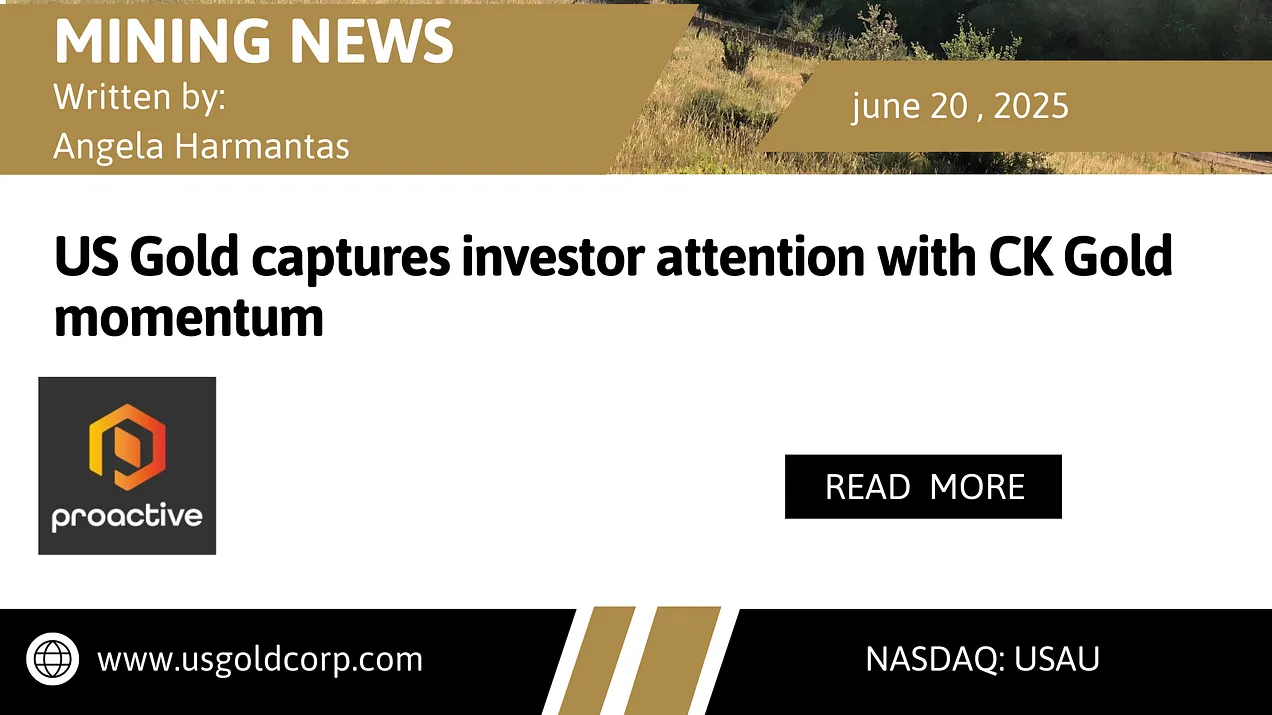 MINING NEWS
Written by:
Angela Harmantas
june 20 , 2025
US Gold captures investor attention with CK Gold
momentum
proactive
READ MORE
www.usgoldcorp.com
NASDAQ: USAU